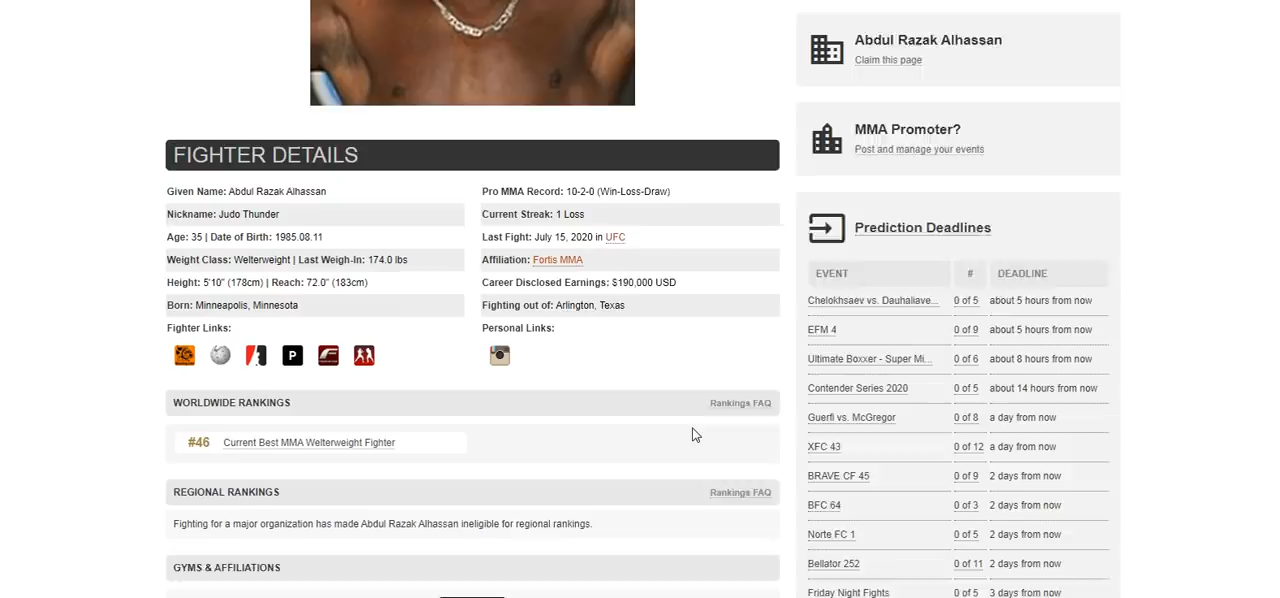 FIGHTER DETAILS
Given Name: Abdul Razak Alhassan
Nickname: Judo Thunder
Age: 35 | Date of Birth: 1985.08.11
Weight Class: Welterweight | Last Weigh-In: 174.0 lbs
Height: 5'10" (178cm) | Reach: 72.0" (183cm)
Born: Minneapolis, Minnesota
Fighter Links:
P
Pro MMA Record: 10-2-0 (Win-Loss-Draw)
Current Streak: 1 Loss
Last Fight: July 15, 2020 in UFC
Affiliation: Fortis MMA
Career Disclosed Earnings: $190,000 USD
Fighting out of: Arlington, Texas
Personal Links:
WORLDWIDE RANKINGS Rankings FAQ
#46 Current Best MMA Welterweight Fighter
REGIONAL RANKINGS Rankings FAQ
Fighting for a major organization has made Abdul Razak Alhassan ineligible for regional rankings.
GYMS & AFFILIATIONS
Abdul Razak Alhassan
Claim this page
MMA Promoter?
Post and manage your events
Prediction Deadlines
EVENT # DEADLINE
Chelokhsaev vs. Dauhaliave... 0 of 5 about 5 hours from now
EFM 4 0 of 9 about 5 hours from now
Ultimate Boxxer - Super Mi... 0 of 6 about 8 hours from now
Contender Series 2020 0 of 5 about 14 hours from now
Guerfi vs. McGregor 0 of 8 a day from now
XFC 43 0 of 12 a day from now
BRAVE CF 45 0 of 9 2 days from now
BFC 64 0 of 3 2 days from now
Norte FC 1 0 of 5 2 days from now
Bellator 252 0 of 11 2 days from now
Friday Night Fights 0 of 5 3 days from now